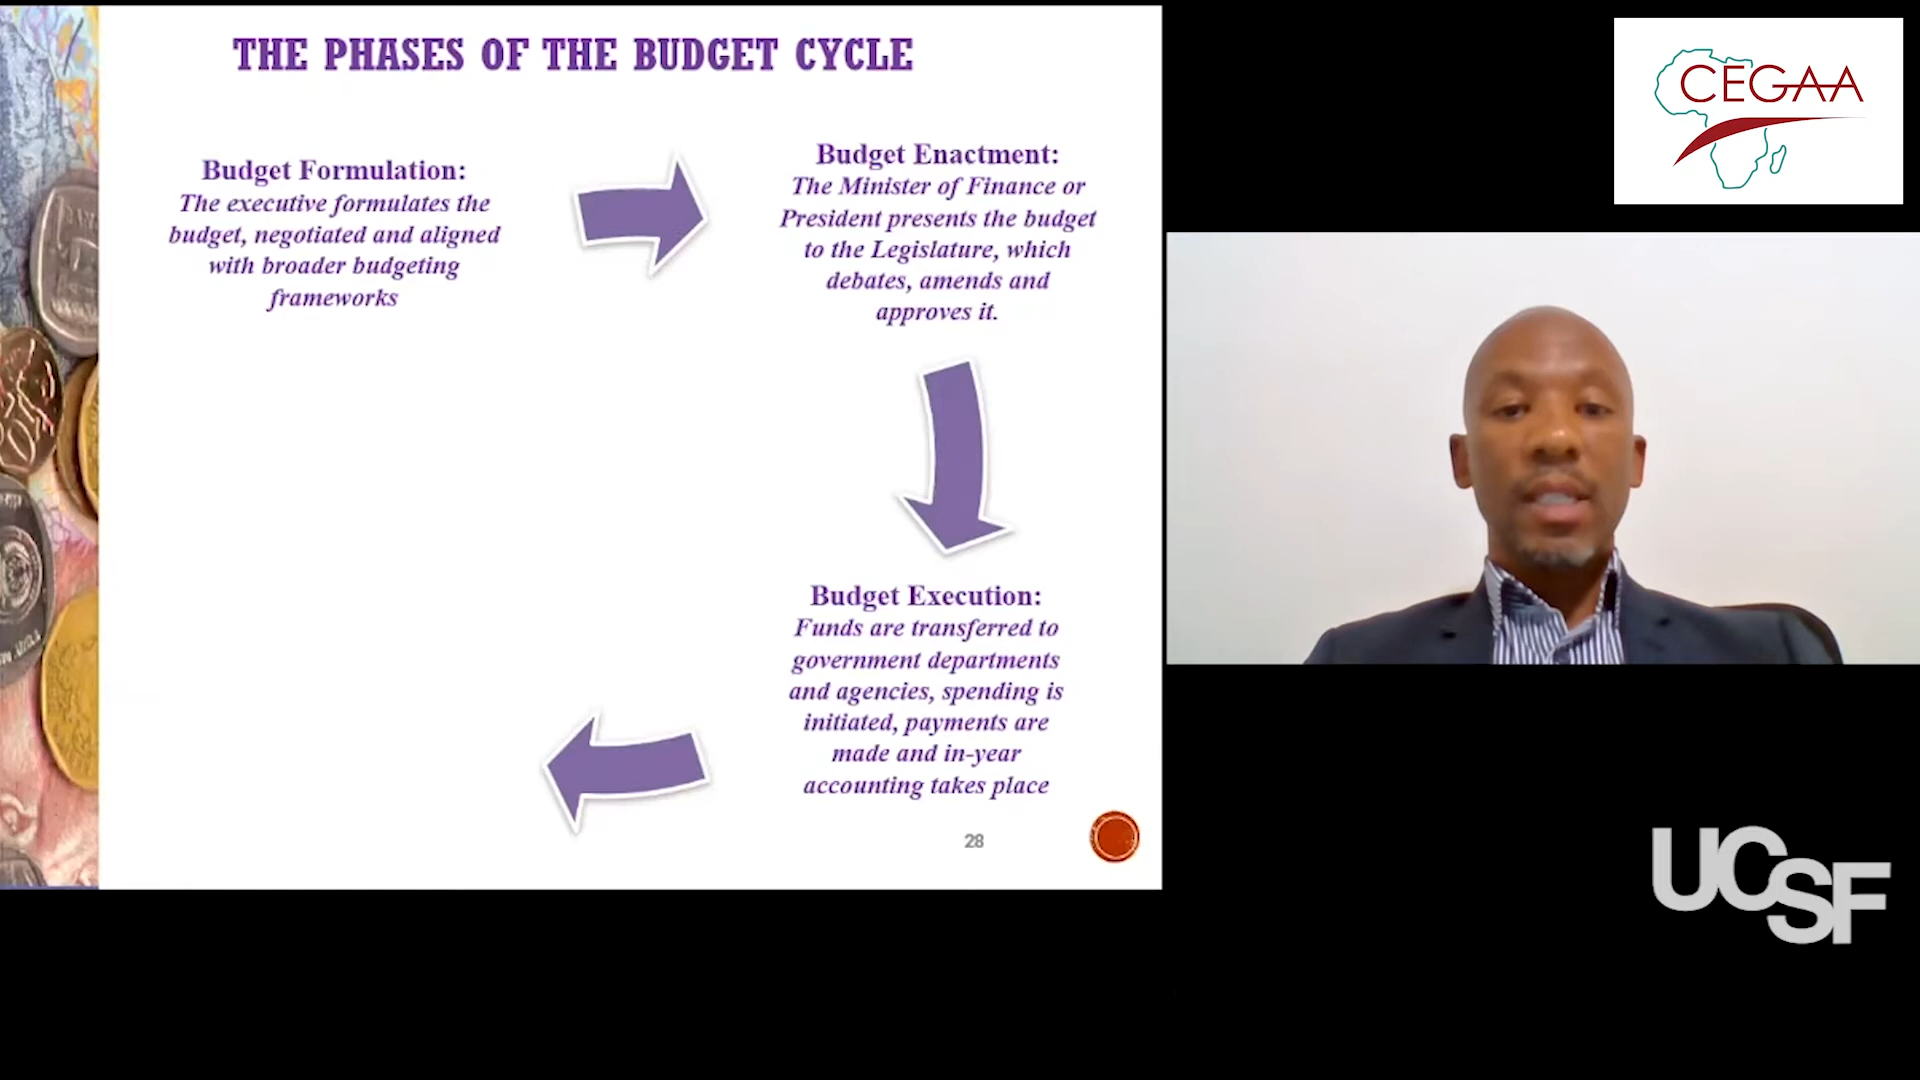 THE PHASES OF THE BUDGET CYCLE
Budget Formulation:
The executive formulates the
budget, negotiated and aligned
with broader budgeting
frameworks
Budget Enactment:
The Minister of Finance or
President presents the budget
to the Legislature, which
debates, amends and
approves it.
Budget Execution:
Funds are transferred to
government departments
and agencies, spending is
initiated, payments are
made and in-year
accounting takes place
28
CEGAA
UCSF